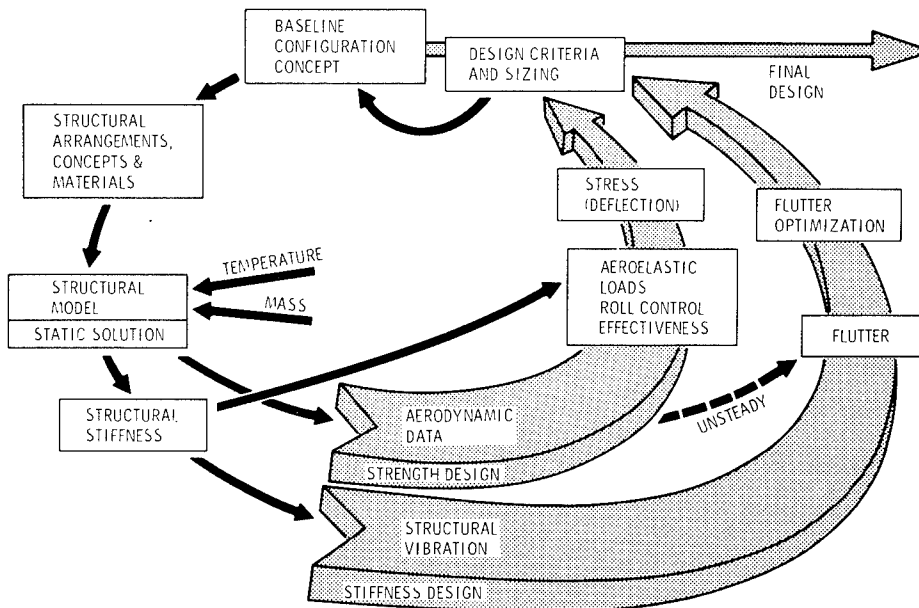 BASELINE
CONFIGURATION
CONCEPT
DESIGN CRITERIA
AND SIZING
FINAL
DESIGN
STRUCTURAL
ARRANGEMENTS,
CONCEPTS &
MATERIALS
STRESS
(DEFLECTION)
FLUTTER
OPTIMIZATION
TEMPERATURE
MASS
STRUCTURAL
MODEL
STATIC SOLUTION
AEROELASTIC
LOADS
ROLL CONTROL
EFFECTIVENESS
FLUTTER
STRUCTURAL
STIFFNESS
AERODYNAMIC
DATA
UNSTEADY
STRENGTH DESIGN
STRUCTURAL
VIBRATION
STIFFNESS DESIGN